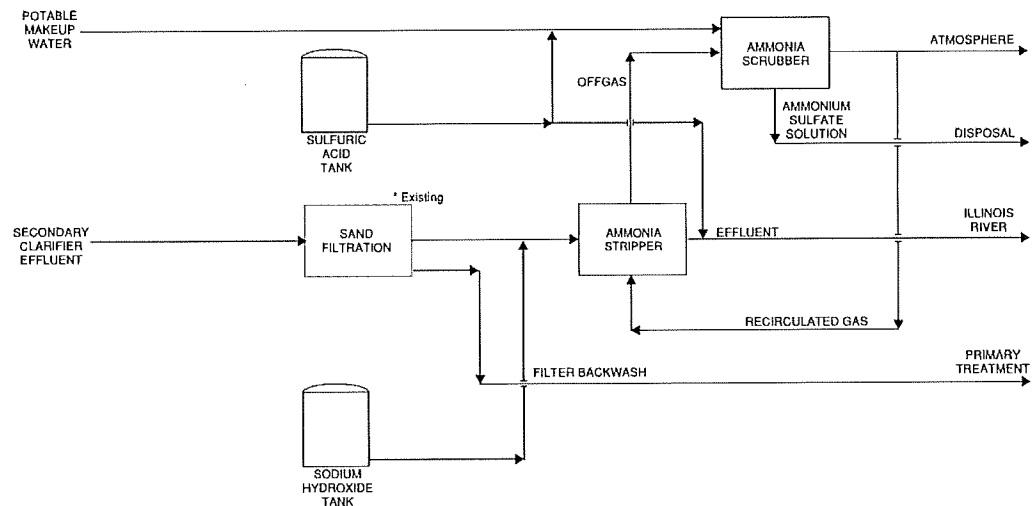 POTABLE
MAKEUP
WATER
AMMONIA
SCRUBBER
ATMOSPHERE
OFFGAS
AMMONIUM
SULFATE
SOLUTION
DISPOSAL
SULFURIC
ACID
TANK
* Existing
SECONDARY
CLARIFIER
EFFLUENT
SAND
FILTRATION
AMMONIA
STRIPPER
EFFLUENT
ILLINOIS
RIVER
RECIRCULATED GAS
FILTER BACKWASH
PRIMARY
TREATMENT
SODIUM
HYDROXIDE
TANK